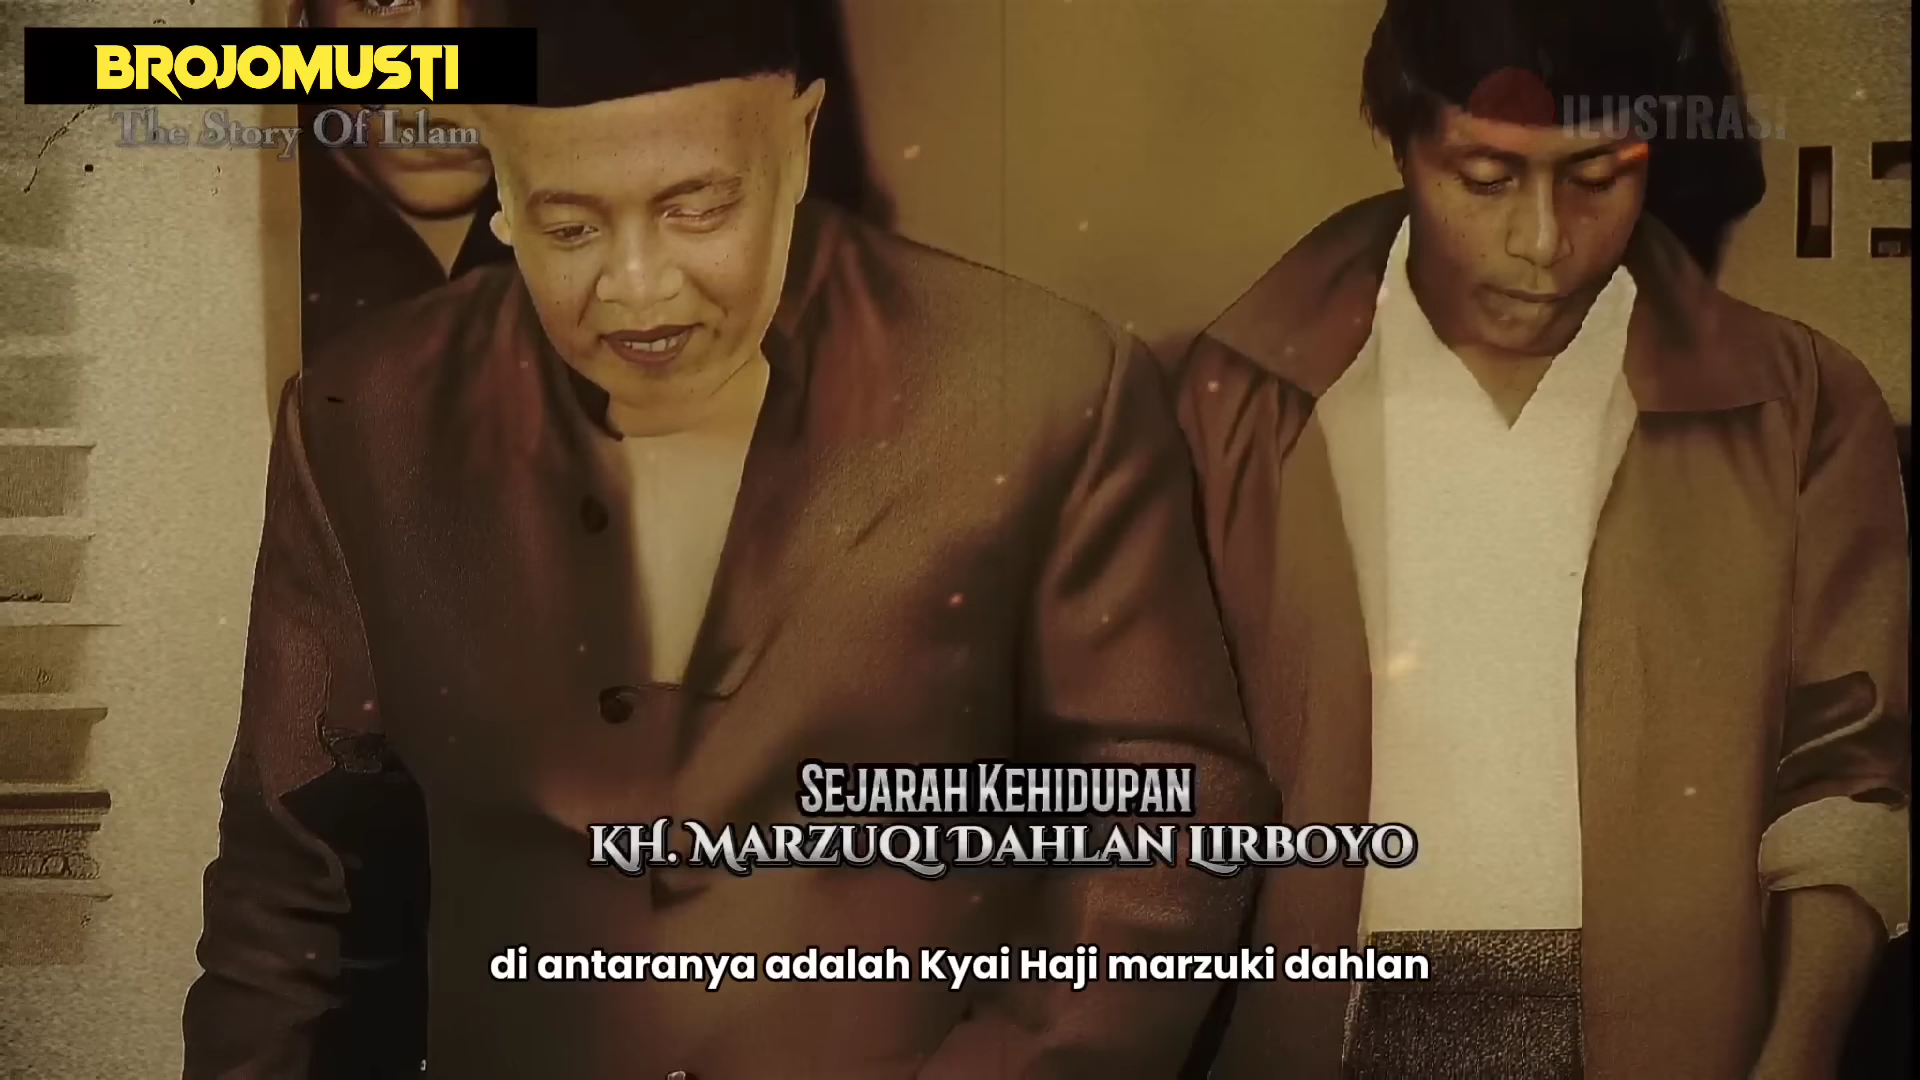 BROJOMUSTI
The Story Of Islam
ILUSTRASI
SEJARAH KEHIDUPAN
KH. MARZUQI DAHLAN LIRBOYO
di antaranya adalah Kyai Haji marzuki dahlan